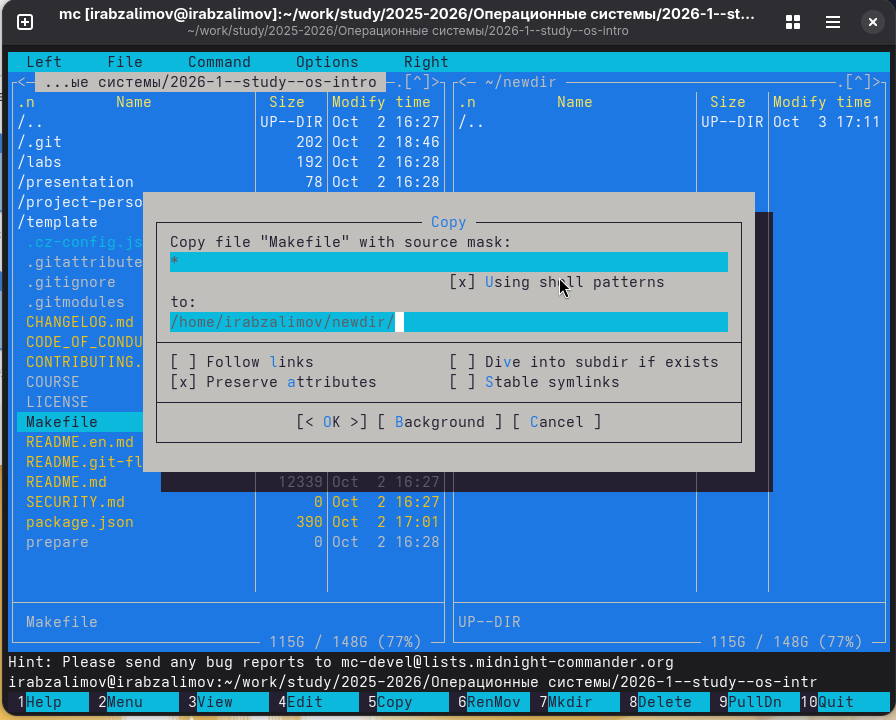 mc [irabzalimov@irabzalimov]:~/work/study/2025-2026/Операционные системы/2026-1--st...
~/work/study/2025-2026/Операционные системы/2026-1--study--os-intro
Left File Command Options Right
<— ...ые системы/2026-1--study--os-intro —.[^]> <— ~/newdir —.[^]>
.n Name Size Modify time .n Name Size Modify time
/.. UP--DIR Oct 2 16:27 /.. UP--DIR Oct 3 17:11
/.git 202 Oct 2 18:46
/labs 192 Oct 2 16:28
/presentation 78 Oct 2 16:28
/project-perso
/template
.cz-config.js
.gitattribute
.gitignore
.gitmodules
CHANGELOG.md
CODE_OF_CONDU
CONTRIBUTING.
COURSE
LICENSE
Makefile
README.en.md
README.git-fl
README.md 12339 Oct 2 16:27
SECURITY.md 0 Oct 2 16:27
package.json 390 Oct 2 17:01
prepare 0 Oct 2 16:28
Copy
Copy file "Makefile" with source mask:
*
[x] Using shell patterns
to:
/home/irabzalimov/newdir/
[ ] Follow links [ ] Dive into subdir if exists
[x] Preserve attributes [ ] Stable symlinks
[< OK >] [ Background ] [ Cancel ]
Makefile UP--DIR
115G / 148G (77%) 115G / 148G (77%)
Hint: Please send any bug reports to mc-devel@lists.midnight-commander.org
irabzalimov@irabzalimov:~/work/study/2025-2026/Операционные системы/2026-1--study--os-intr
1Help 2Menu 3View 4Edit 5Copy 6RenMov 7Mkdir 8Delete 9PullDn 10Quit